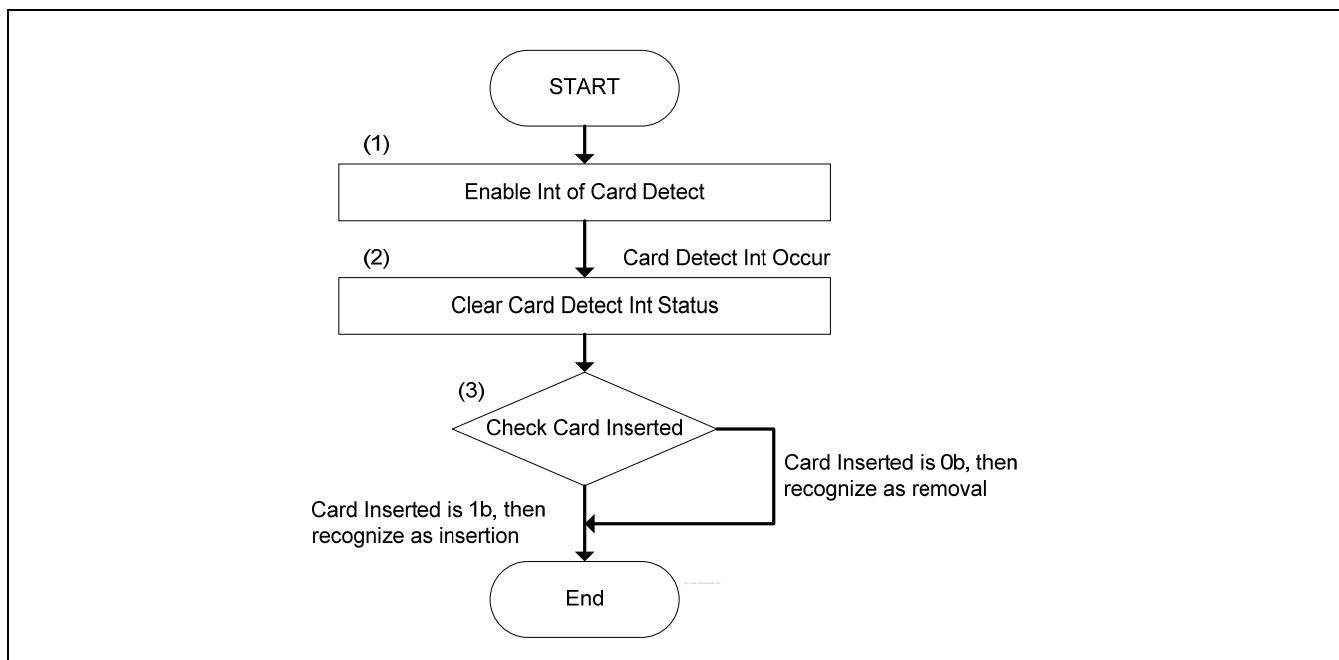 START
(1)
Enable Int of Card Detect
Card Detect Int Occur
(2)
Clear Card Detect Int Status
(3)
Check Card Inserted
Card Inserted is 0b, then
recognize as removal
Card Inserted is 1b, then
recognize as insertion
End